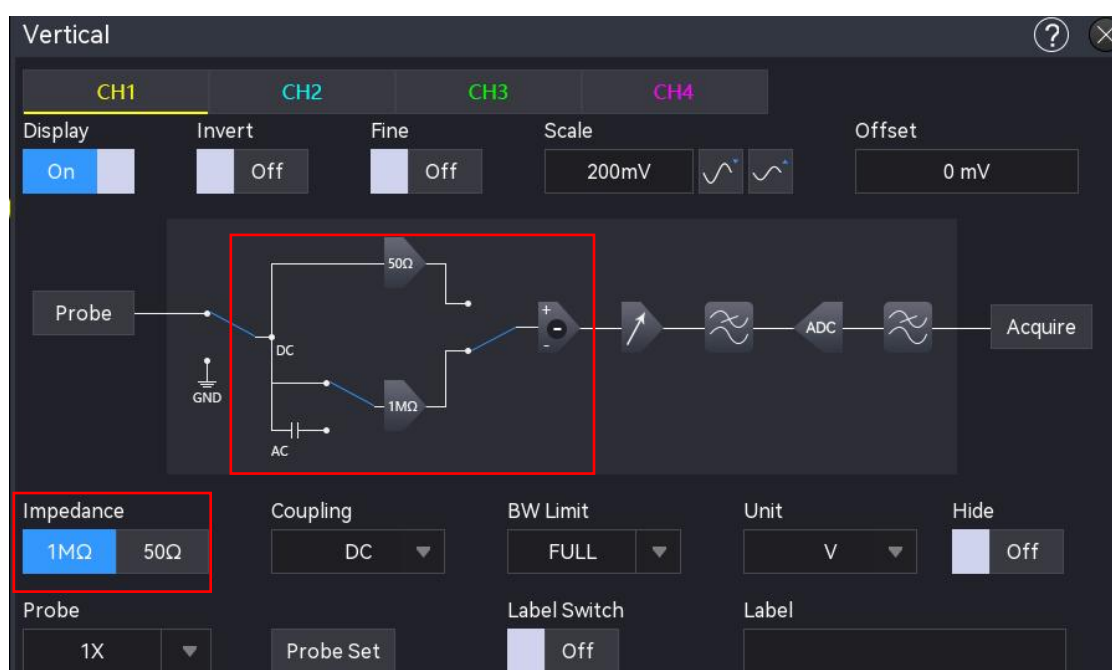 Vertical
?
CH1 CH2 CH3 CH4
Display Invert Fine Scale Offset
On Off Off 200mV 0 mV
50Ω
Probe
+
-
-
ADC
Acquire
DC
GND
1MΩ
AC
Impedance Coupling BW Limit Unit Hide
1MΩ 50Ω DC FULL V Off
Probe Label Switch Label
1X Probe Set Off